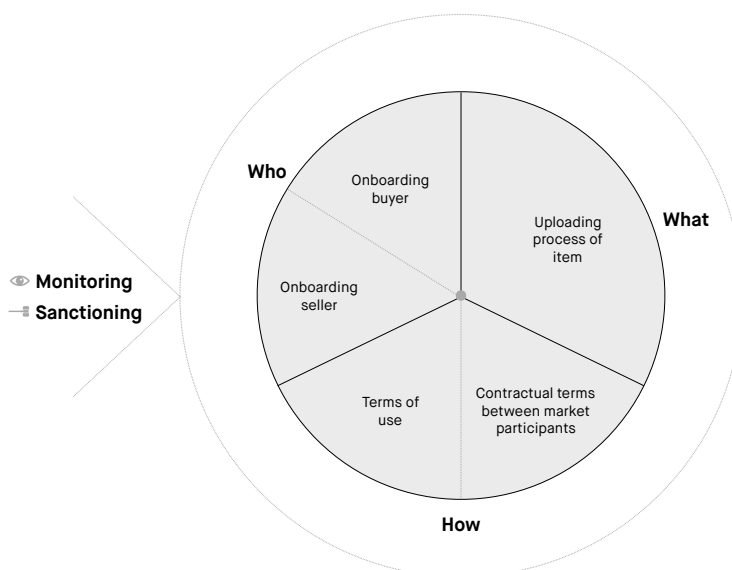 Who
Onboarding
buyer
Uploading
process of
item
What
Monitoring
Sanctioning
Onboarding
seller
Terms of
use
Contractual terms
between market
participants
How